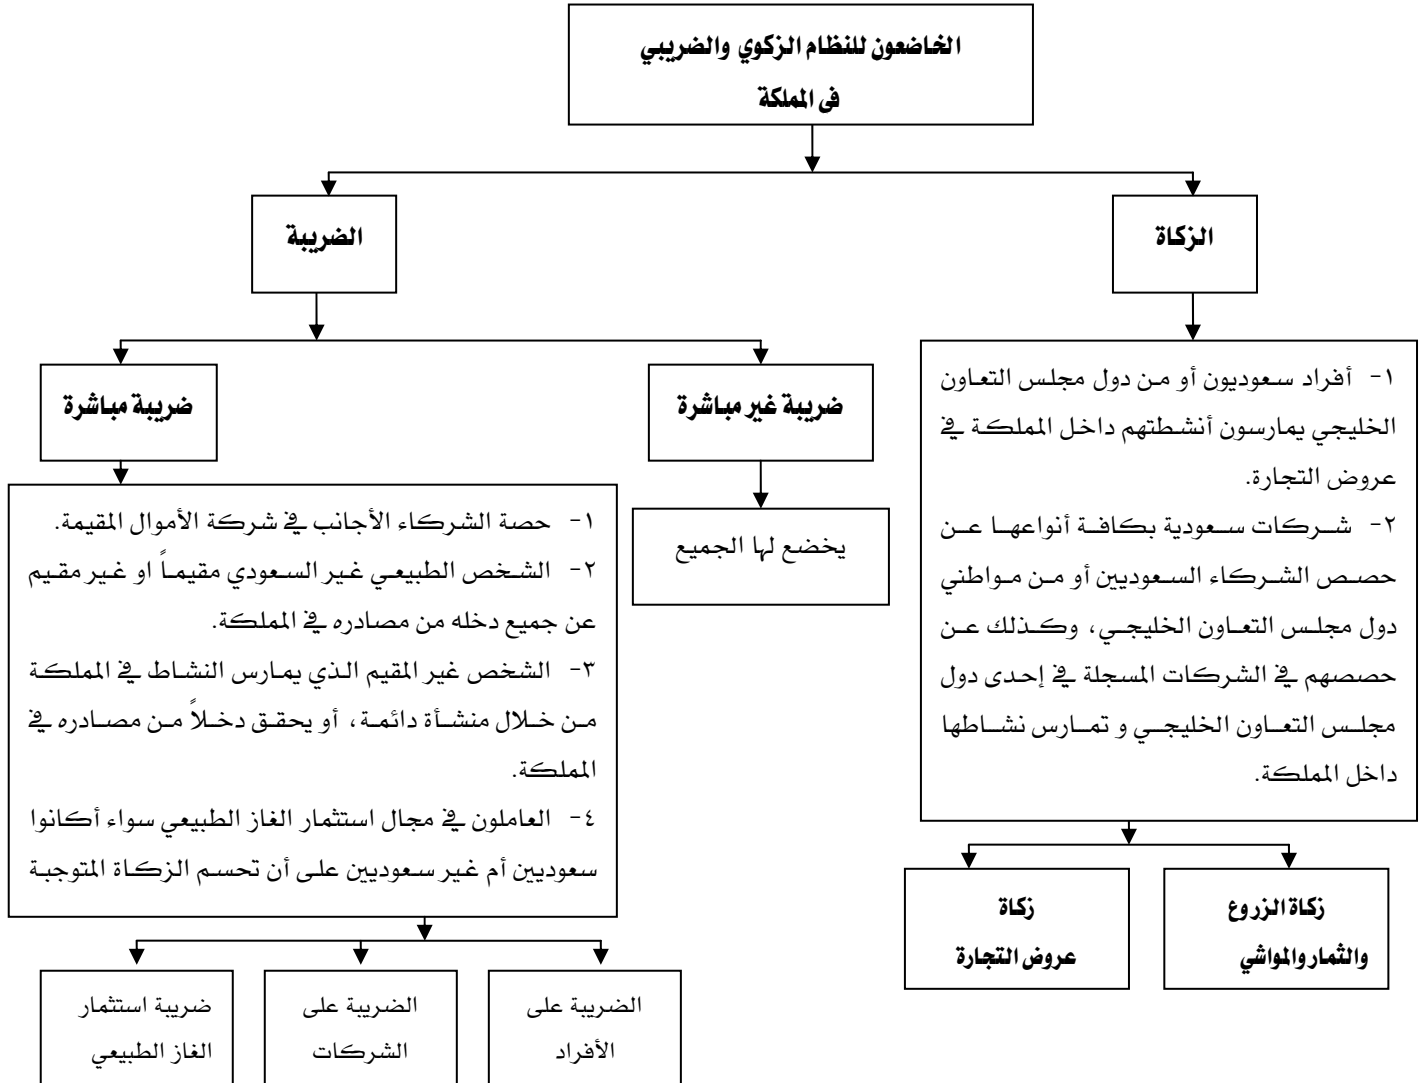 الخاضعون للنظام الزكوي والضريبي
فى المملكة
الزكاة
الضريبة
١- أفراد سعوديون أو من دول مجلس التعاون
الخليجي يمارسون أنشطتهم داخل المملكة في
عروض التجارة.
٢- شركات سعودية بكافة أنواعها عن
حصص الشركاء السعوديين أو من مواطني
دول مجلس التعاون الخليجي، وكذلك عن
حصصهم في الشركات المسجلة في إحدى دول
مجلس التعاون الخليجي و تمارس نشاطها
داخل المملكة.
زكاة الزروع
والثمار والمواشي
زكاة
عروض التجارة
ضريبة غير مباشرة
يخضع لها الجميع
ضريبة مباشرة
١- حصة الشركاء الأجانب في شركة الأموال المقيمة.
٢- الشخص الطبيعي غير السعودي مقيماً او غير مقيم
عن جميع دخله من مصادره في المملكة.
٣- الشخص غير المقيم الذي يمارس النشاط في المملكة
من خلال منشأة دائمة، أو يحقق دخلاً من مصادره في
المملكة.
٤- العاملون في مجال استثمار الغاز الطبيعي سواء أكانوا
سعوديين أم غير سعوديين على أن تحسم الزكاة المتوجبة
الضريبة على
الأفراد
الضريبة على
الشركات
ضريبة استثمار
الغاز الطبيعي